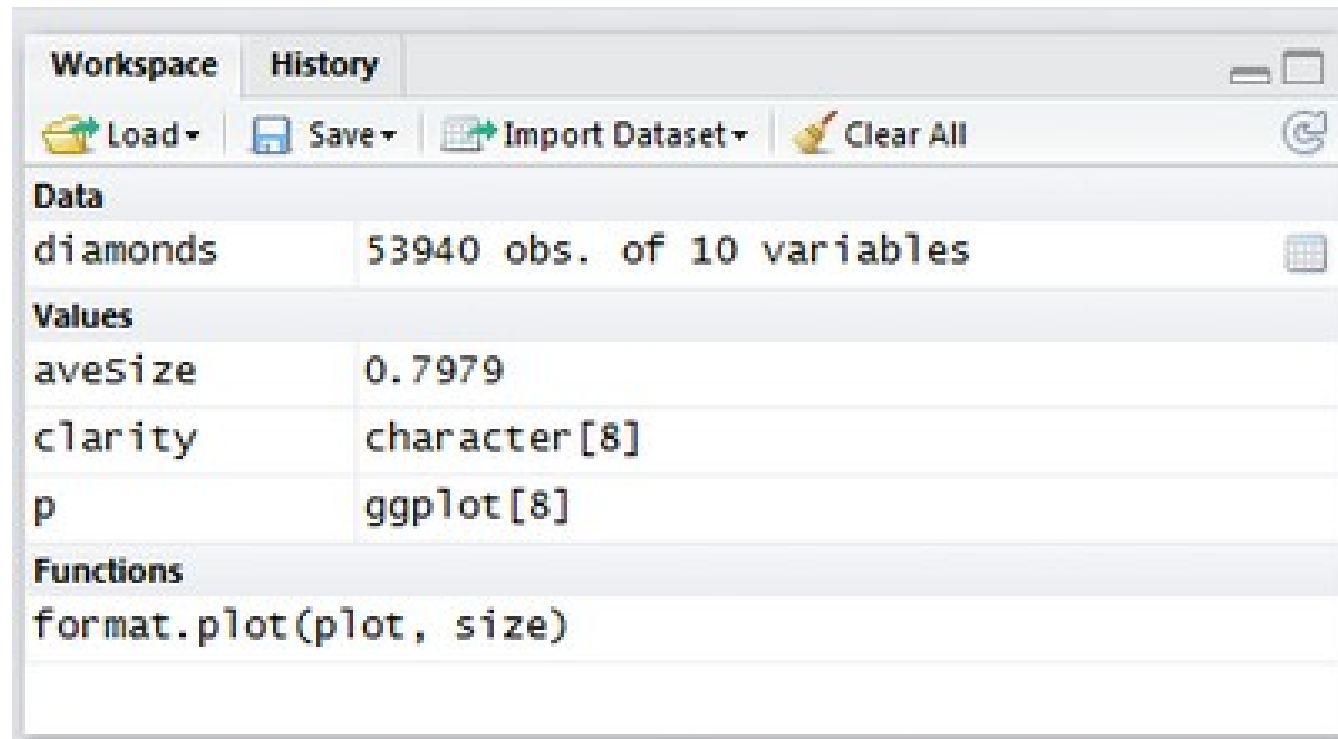 Workspace History
Load Save Import Dataset Clear All
Data
diamonds 53940 obs. of 10 variables
Values
aveSize 0.7979
clarity character[8]
p ggplot[8]
Functions
format.plot(plot, size)